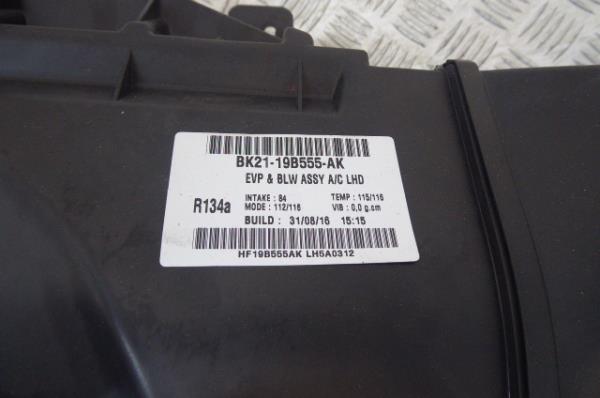 BK21-19B555-AK
EVP & BLW ASSY A/C LHD
R134a
INTAKE : 84 TEMP : 115/116
MODE : 112/116 VIB : 0,0 g.cm
BUILD : 31/08/16 15:15
HF19B555AK LH5A0312